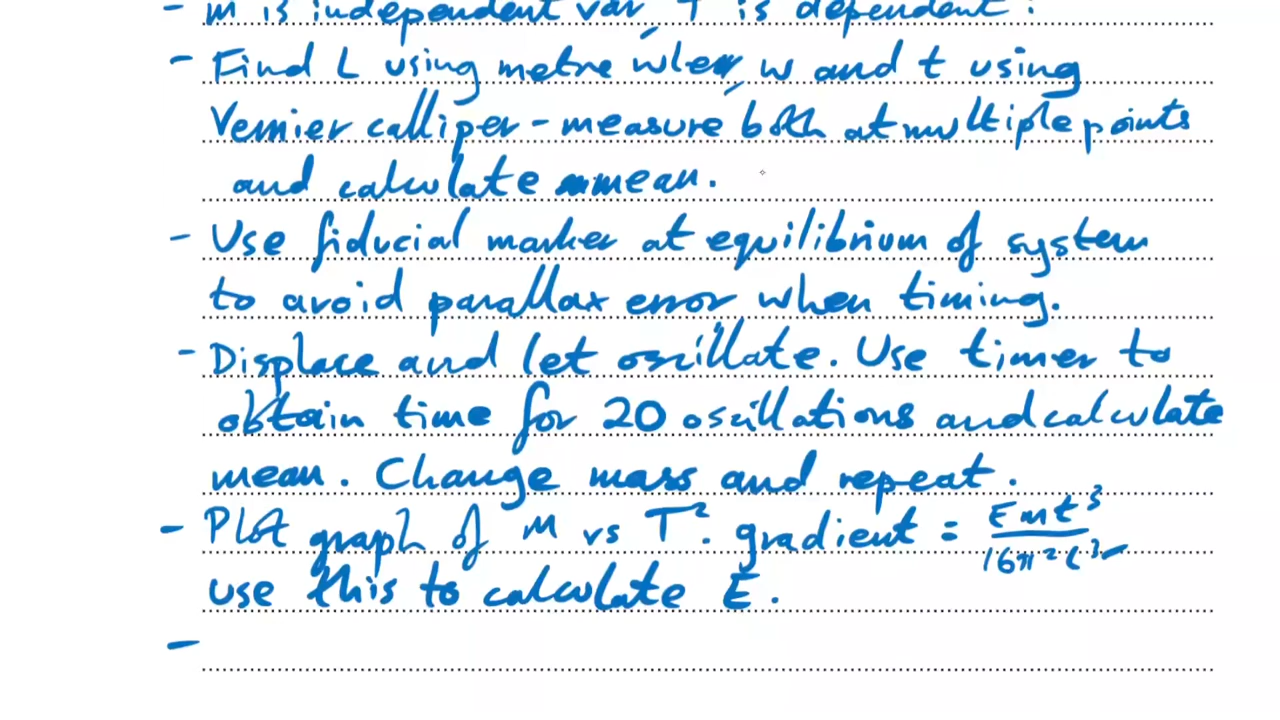 - m is independent var, T is dependent.
- Find L using metre ruler, w and t using
Vernier calliper - measure both at multiple points
and calculate mean.
- Use fiducial marker at equilibrium of system
to avoid parallax error when timing.
- Displace and let oscillate. Use timer to
obtain time for 20 oscillations and calculate
mean. Change mass and repeat.
- Plot graph of M vs T². gradient = Ewt³/16π²L³
use this to calculate E.
-